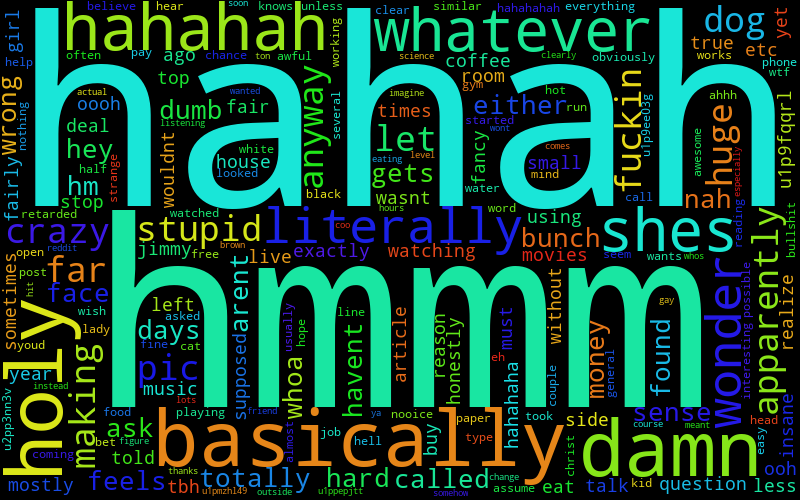 believe hear knows unless similar hahahah everything
hahahah whatever dog
girl soon clear yet
hahah
help often pay ago chance ton awful working science coffee clearly obviously true etc
top room works phone
wrong actual wanted imagine gym hot wtf
nothing oooh dumb fair anyway times either run fuckin u1p9ee03g ahhh
deal listening several let started wont awesome huge u1p9fqqrl
hey white fancy comes
half strange wouldnt house eating level small especially
hm looked gets mind
fairly stop black wasnt water call nah
retarded watched hours word using reading bullshit
crazy stupid literally shes
reddit jimmy free brown coo exactly watching bunch
sometimes open far live movies seem wants whos
post hmmm
holy hit face left arent line article reason must without gay wonder interesting possible apparently realize
wish asked usually hope
youd lady days havent honestly money found
year making fine cat supposed whoa eh general
instead pic music couple
u2pp3nn3v lots hahahaha
food playing friend ya nooice took side sense head insane
ask basically damn
bet figure almost job hell buy paper type christ course meant easy
coming told
mostly feels thanks tbh totally hard called change eat talk kid question ooh less
u1pmzh149 outside u1ppepjtt somehow assume